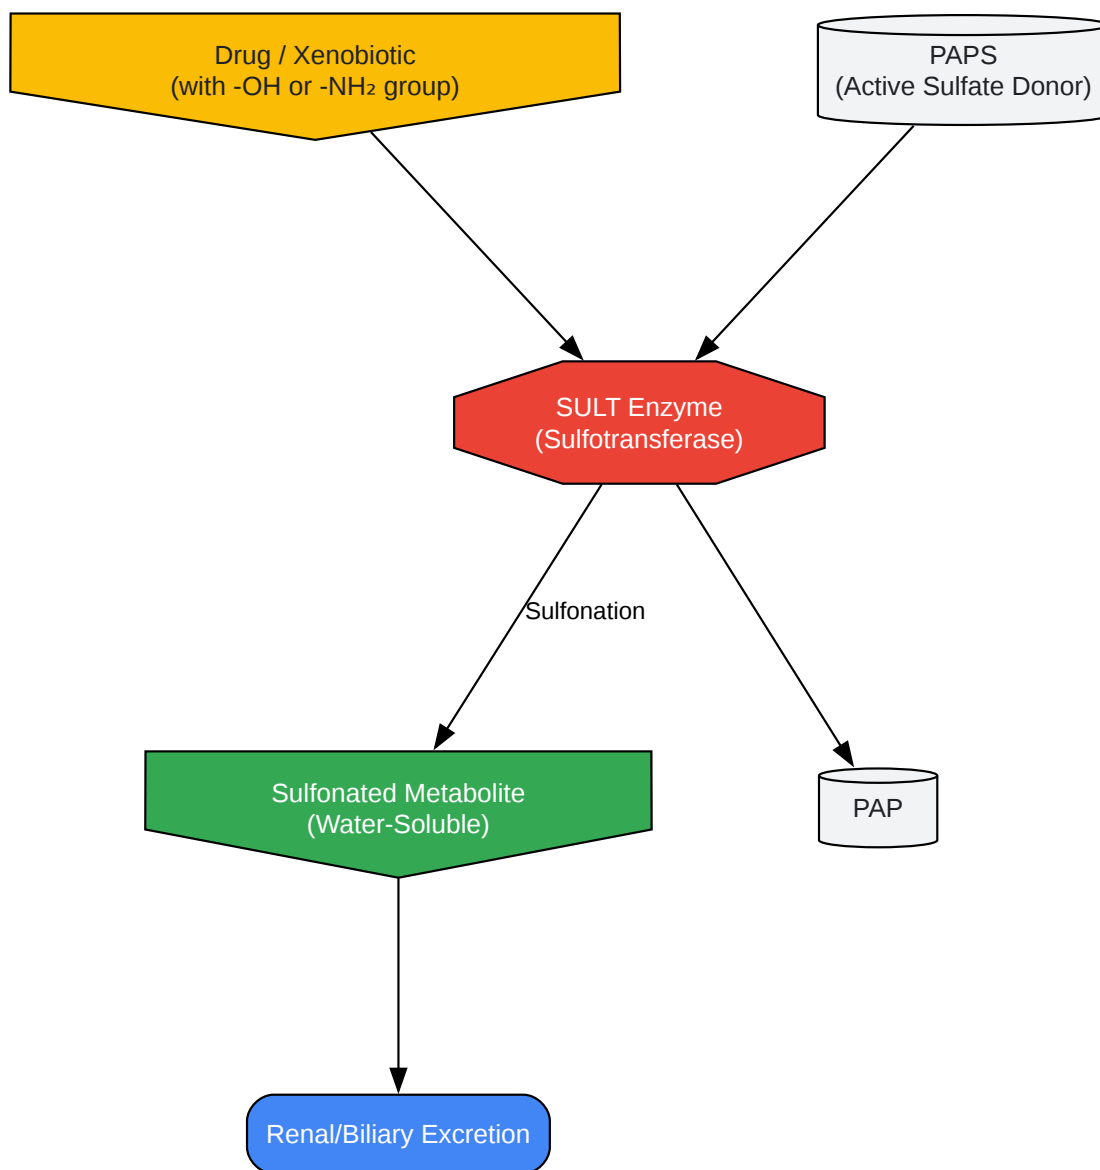 Drug / Xenobiotic
(with -OH or -NH₂ group)
PAPS
(Active Sulfate Donor)
SULT Enzyme
(Sulfotransferase)
Sulfonation
Sulfonated Metabolite
(Water-Soluble)
PAP
Renal/Biliary Excretion